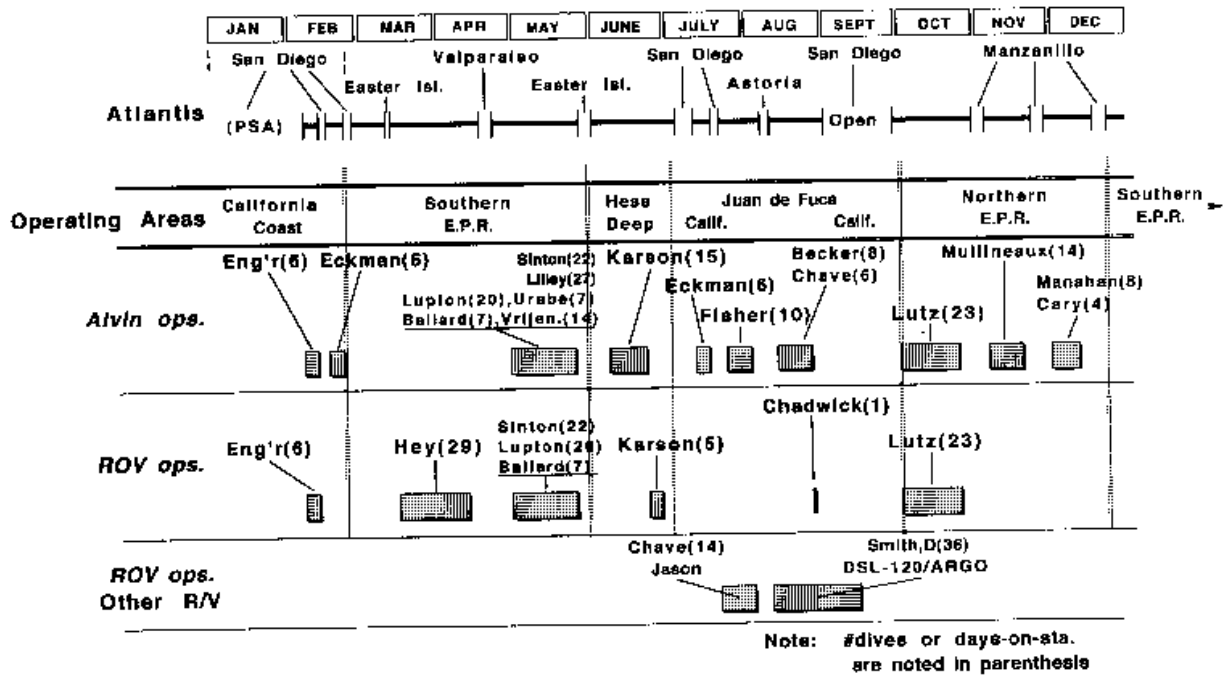 JAN FEB MAR APR MAY JUNE JULY AUG SEPT OCT NOV DEC
San Diego Valparaiso San Diego San Diego Manzanillo
Easter Isl. Easter Isl. Astoria
Atlantis (PSA) Open
Operating Areas
California Coast
Southern E.P.R.
Hess Deep
Juan de Fuca
Calif. Calif.
Northern E.P.R.
Southern E.P.R.
Alvin ops.
Eng'r(6) Eckman(6)
Sinton(22)
Lilley(27)
Lupton(20),Urabe(7)
Ballard(7),Vrijen.(14)
Karson(15)
Eckman(6)
Fisher(10)
Becker(8)
Chave(6)
Lutz(23)
Mullineaux(14)
Manahan(8)
Cary(4)
ROV ops.
Eng'r(6)
Hey(29)
Sinton(22)
Lupton(20)
Ballard(7)
Karson(5)
Chadwick(1)
Lutz(23)
ROV ops.
Other R/V
Chave(14)
Jason
Smith,D(36)
DSL-120/ARGO
Note: #dives or days-on-sta.
are noted in parenthesis